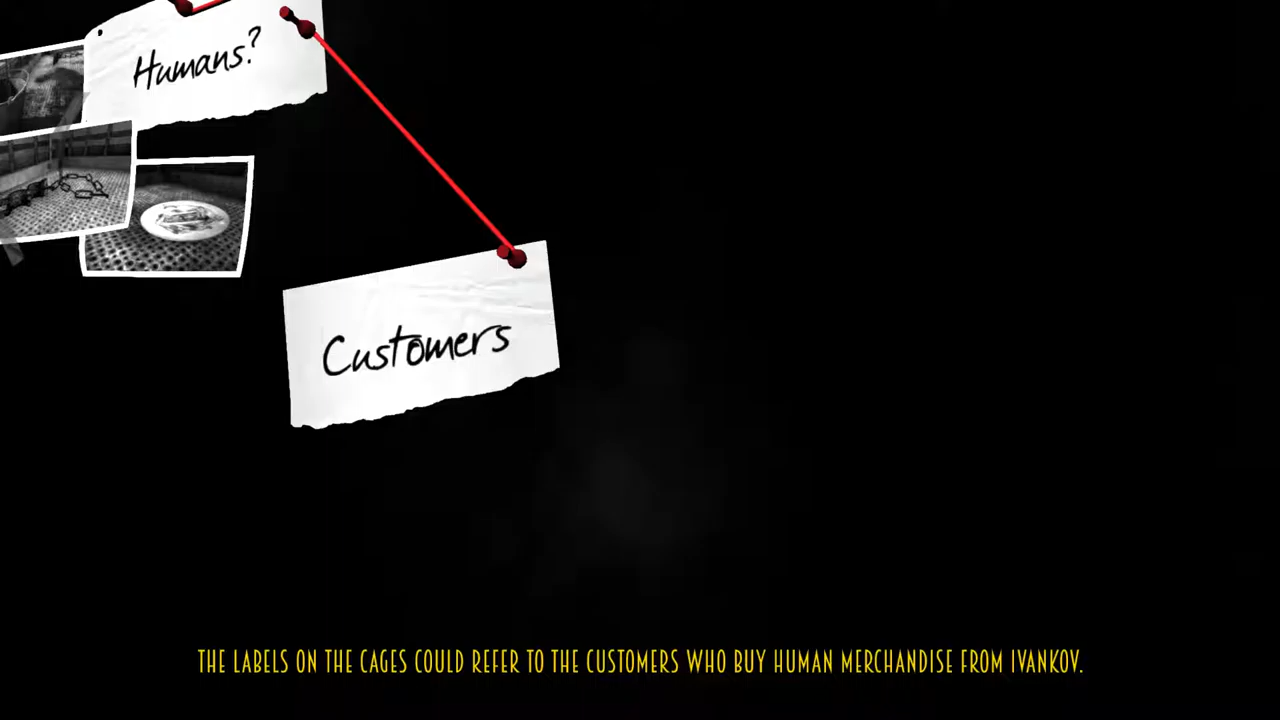 Humans?
Customers
THE LABELS ON THE CAGES COULD REFER TO THE CUSTOMERS WHO BUY HUMAN MERCHANDISE FROM IVANKOV.